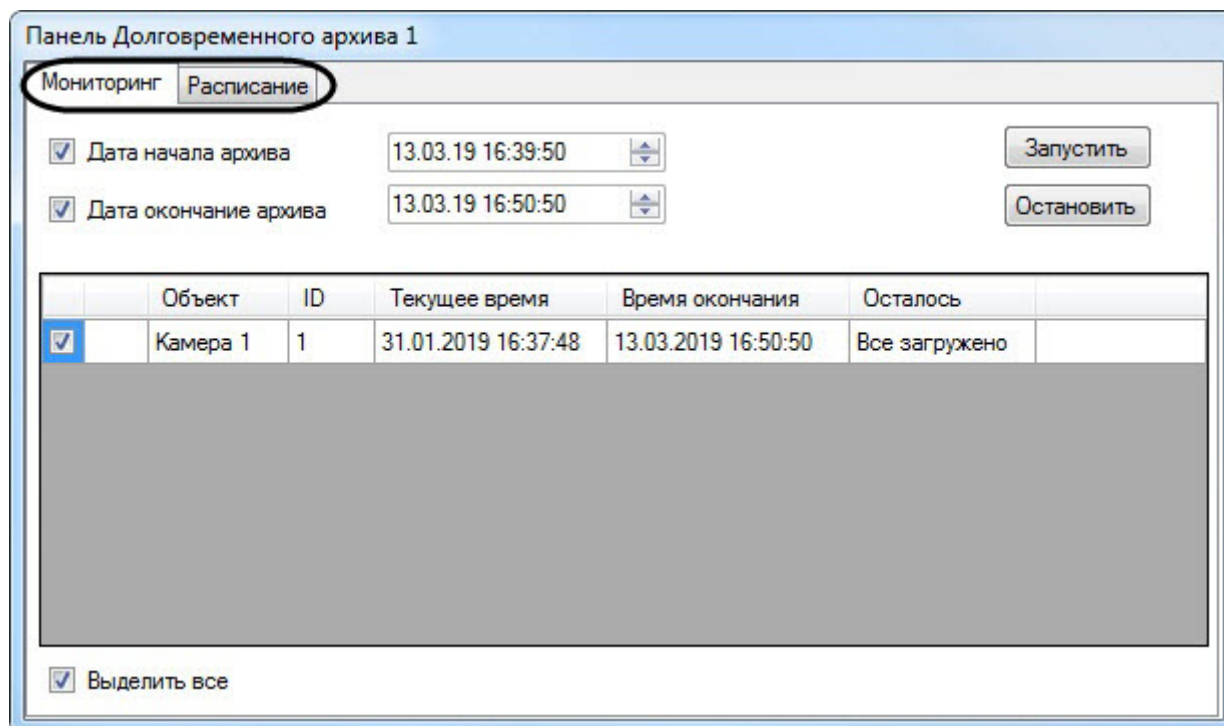 Панель Долговременного архива 1
Мониторинг Расписание
Дата начала архива 13.03.19 16:39:50 Запустить
Дата окончание архива 13.03.19 16:50:50 Остановить
Объект ID Текущее время Время окончания Осталось
Камера 1 1 31.01.2019 16:37:48 13.03.2019 16:50:50 Все загружено
Выделить все